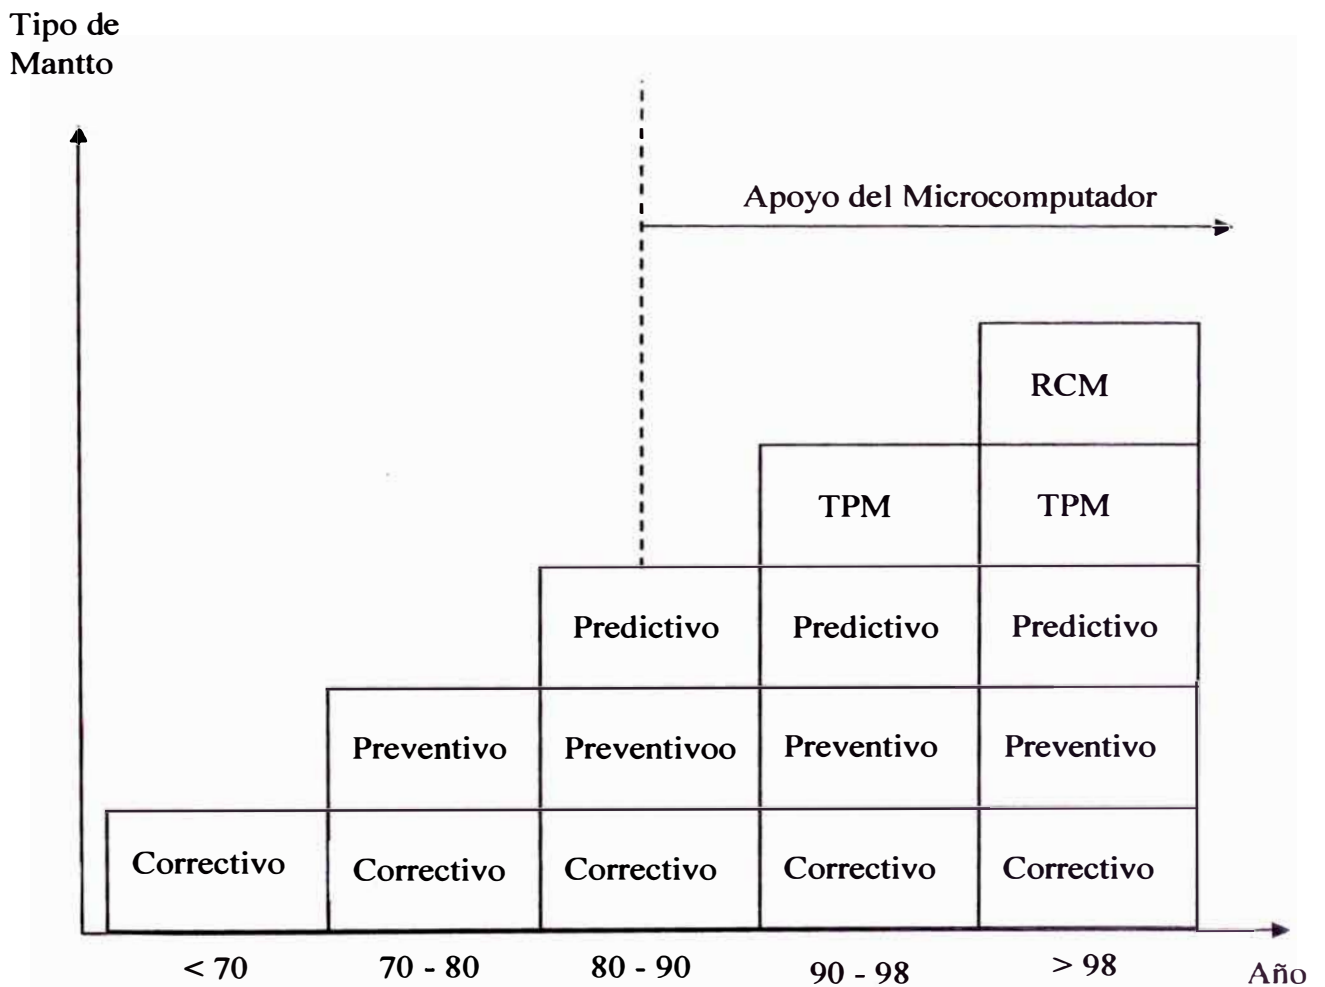 Tipo de
Mantto
Apoyo del Microcomputador
RCM
TPM TPM
Predictivo Predictivo Predictivo
Preventivo Preventivoo Preventivo Preventivo
Correctivo Correctivo Correctivo Correctivo Correctivo
< 70 70 - 80 80 - 90 90 - 98 > 98 Año